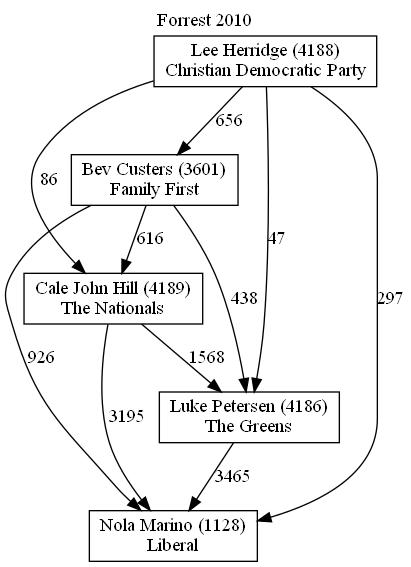 Forrest 2010
Lee Herridge (4188)
Christian Democratic Party
656
Bev Custers (3601)
Family First
86
616
47
Cale John Hill (4189)
The Nationals
438
297
926
1568
3195
Luke Petersen (4186)
The Greens
3465
Nola Marino (1128)
Liberal